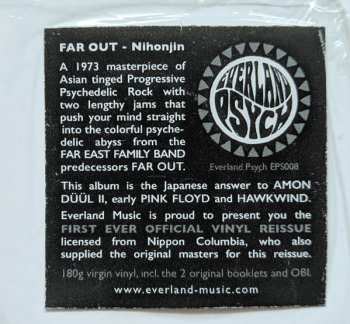 FAR OUT - Nihonjin
A 1973 masterpiece of
Asian tinged Progressive
Psychedelic Rock with
two lengthy jams that
push your mind straight
into the colorful psyche-
delic abyss from the
FAR EAST FAMILY BAND
predecessors FAR OUT.
EVERLAND
PSYCH
Everland Psych EPS008
This album is the Japanese answer to AMON
DÜÜL II, early PINK FLOYD and HAWKWIND.
Everland Music is proud to present you the
FIRST EVER OFFICIAL VINYL REISSUE
licensed from Nippon Columbia, who also
supplied the original masters for this reissue.
180g virgin vinyl, incl. the 2 original booklets and OBI.
www.everland-music.com